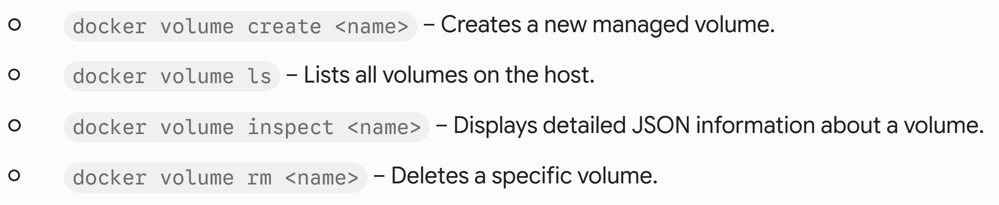 docker volume create <name> – Creates a new managed volume.
docker volume ls – Lists all volumes on the host.
docker volume inspect <name> – Displays detailed JSON information about a volume.
docker volume rm <name> – Deletes a specific volume.